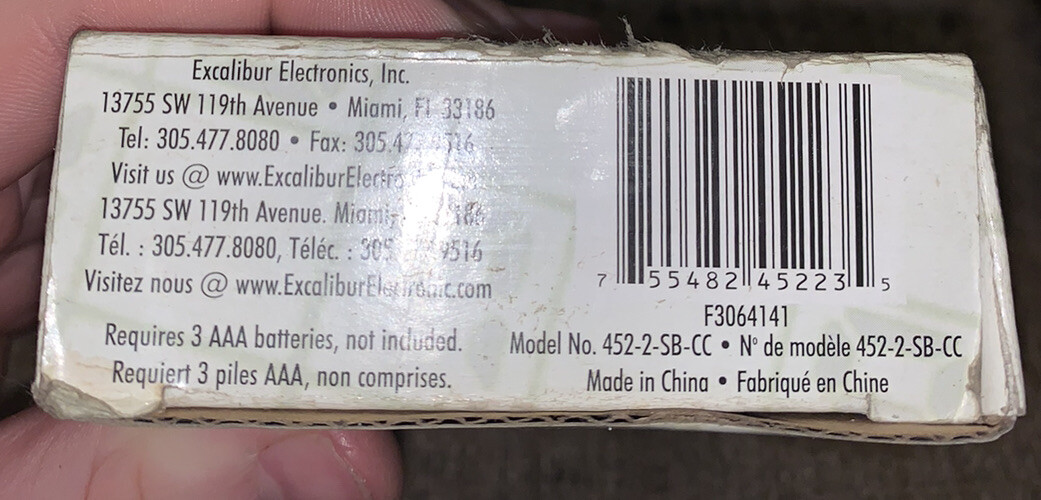 Excalibur Electronics, Inc.
13755 SW 119th Avenue • Miami, Fl 33186
Tel: 305.477.8080 • Fax:
Visit us @
13755 SW 119th Avenue.
Tél. : 305.477.8080, Téléc. :
Visitez nous @ www.ExcaliburElectronic.com
Requires 3 AAA batteries, not included.
Requiert 3 piles AAA, non comprises.
7 55482 45223 5
F3064141
Model No. 452-2-SB-CC • N° de modèle 452-2-SB-CC
Made in China • Fabriqué en Chine